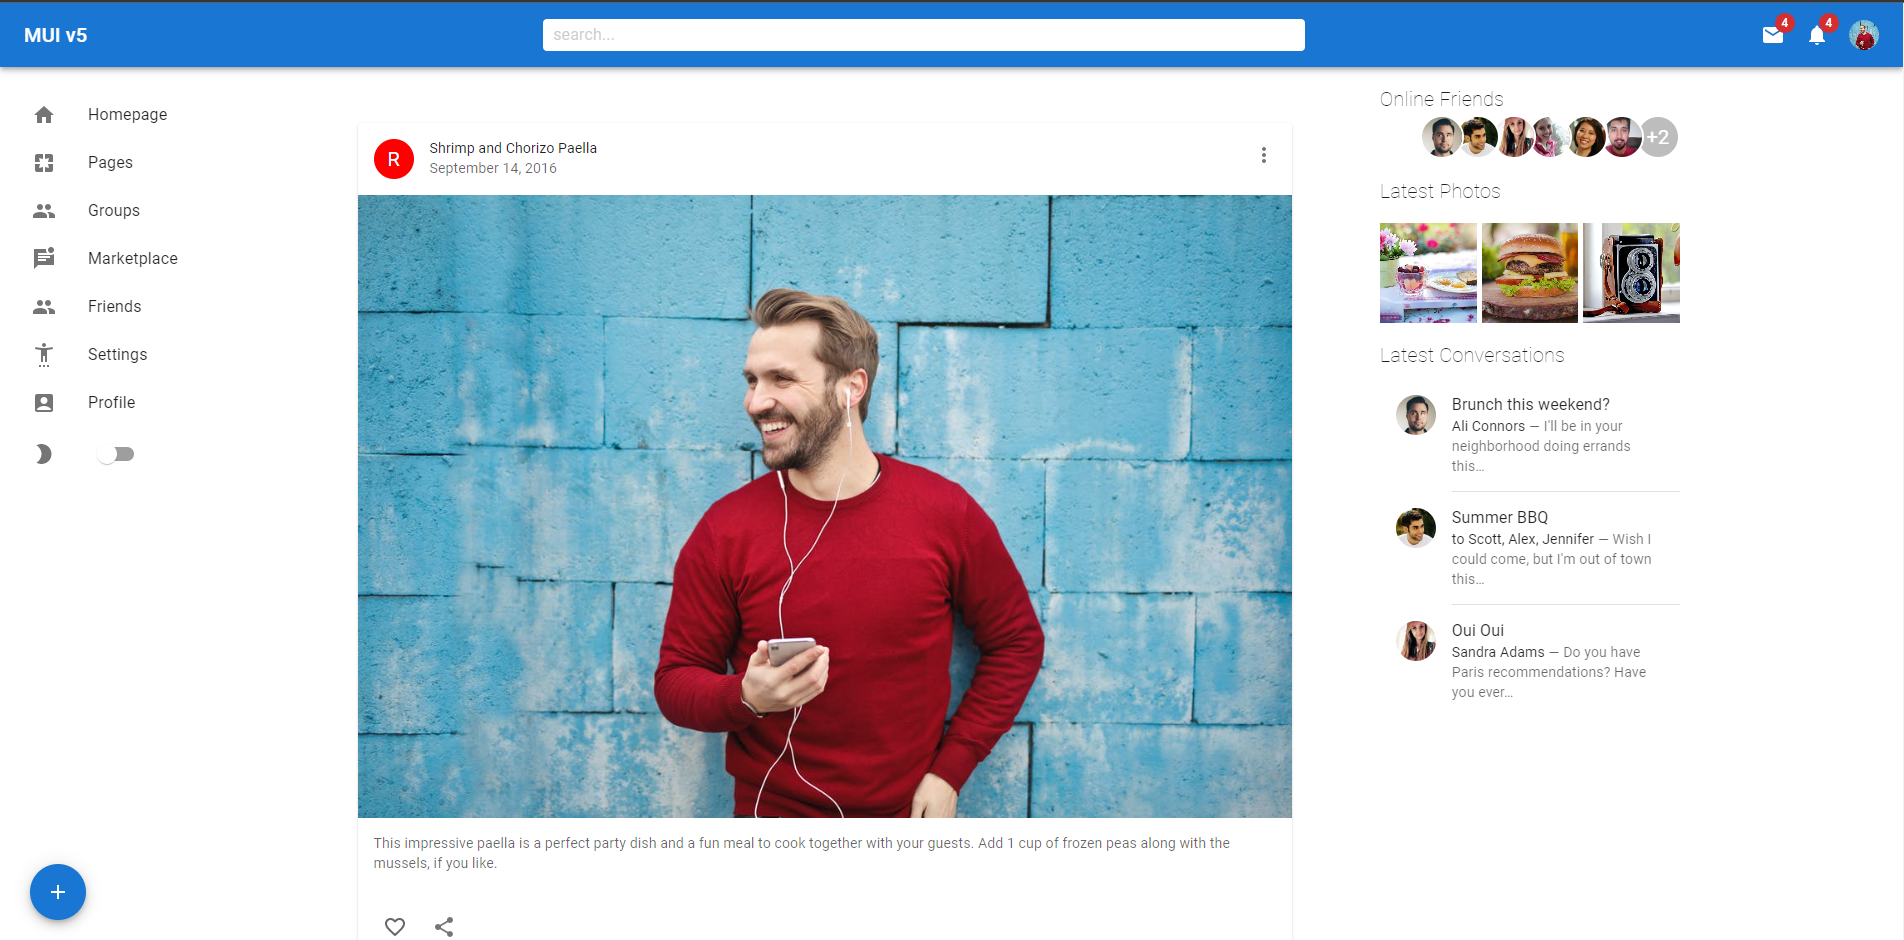 MUI v5
search...
4
4
Homepage
Pages
Groups
Marketplace
Friends
Settings
Profile
R
Shrimp and Chorizo Paella
September 14, 2016
This impressive paella is a perfect party dish and a fun meal to cook together with your guests. Add 1 cup of frozen peas along with the
mussels, if you like.
Online Friends
+2
Latest Photos
Latest Conversations
Brunch this weekend?
Ali Connors — I'll be in your
neighborhood doing errands
this…
Summer BBQ
to Scott, Alex, Jennifer — Wish I
could come, but I'm out of town
this…
Oui Oui
Sandra Adams — Do you have
Paris recommendations? Have
you ever…